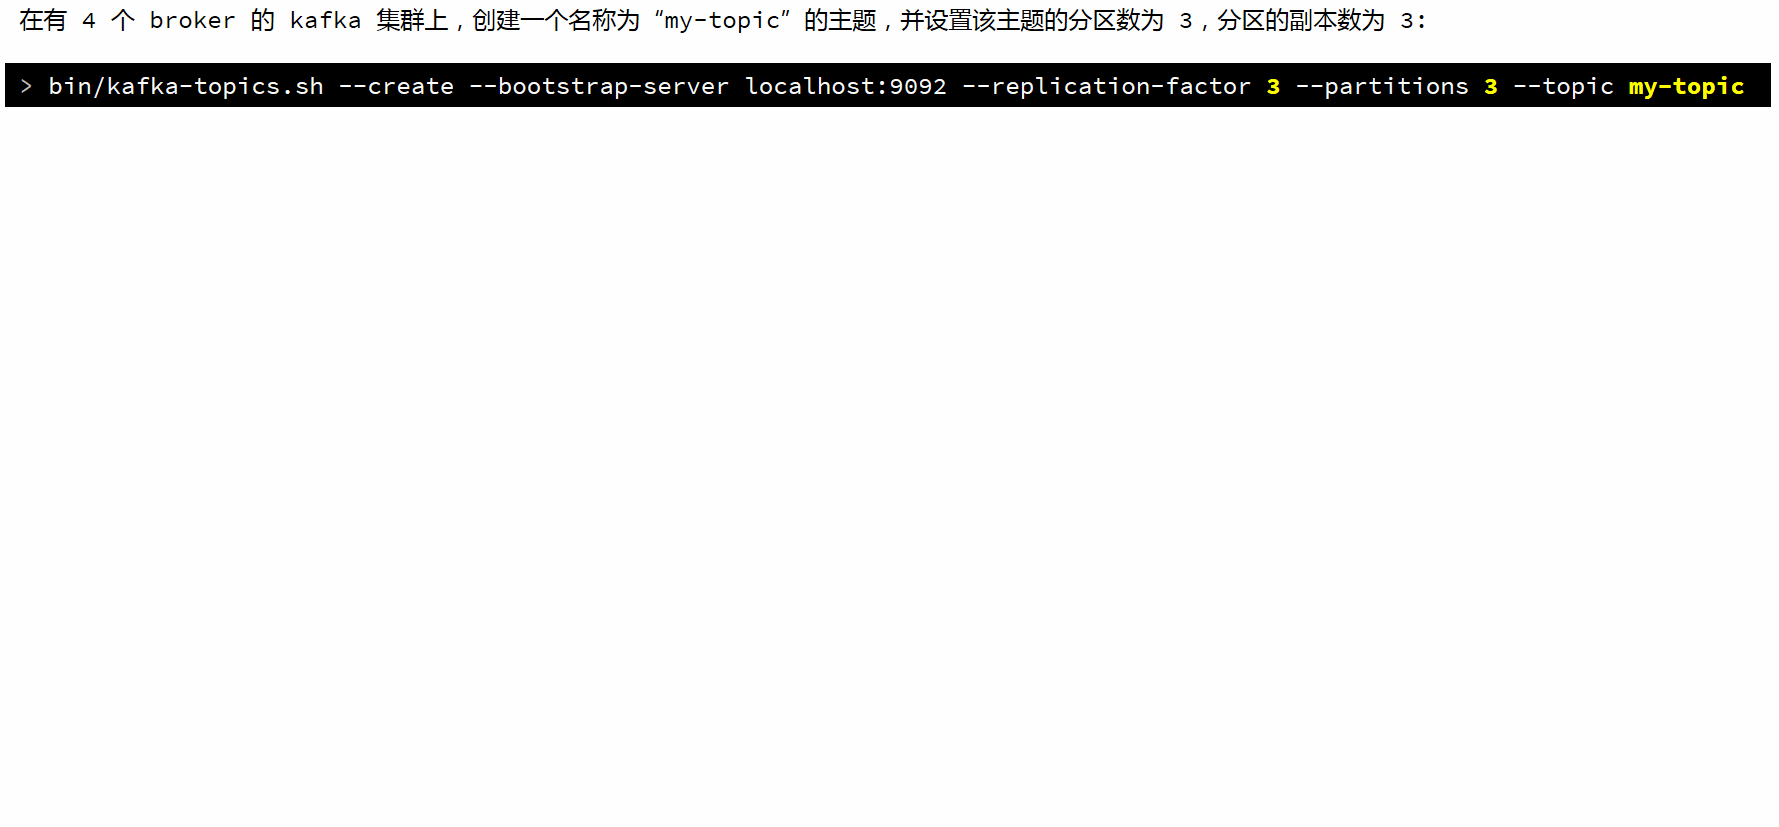 在有 4 个 broker 的 kafka 集群上，创建一个名称为“my-topic”的主题，并设置该主题的分区数为 3，分区的副本数为 3:
> bin/kafka-topics.sh --create --bootstrap-server localhost:9092 --replication-factor 3 --partitions 3 --topic my-topic